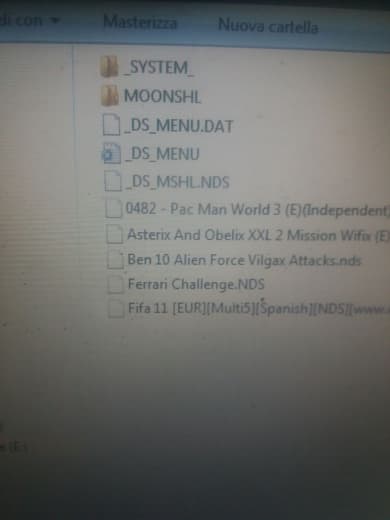 di con Masterizza Nuova cartella
_SYSTEM_
MOONSHL
_DS_MENU.DAT
_DS_MENU
_DS_MSHL.NDS
0482 - Pac Man World 3 (E)(Independent)
Asterix And Obelix XXL 2 Mission Wifix (E)
Ben 10 Alien Force Vilgax Attacks.nds
Ferrari Challenge.NDS
Fifa 11 [EUR][Multi5][Spanish][NDS][www.
(E:)